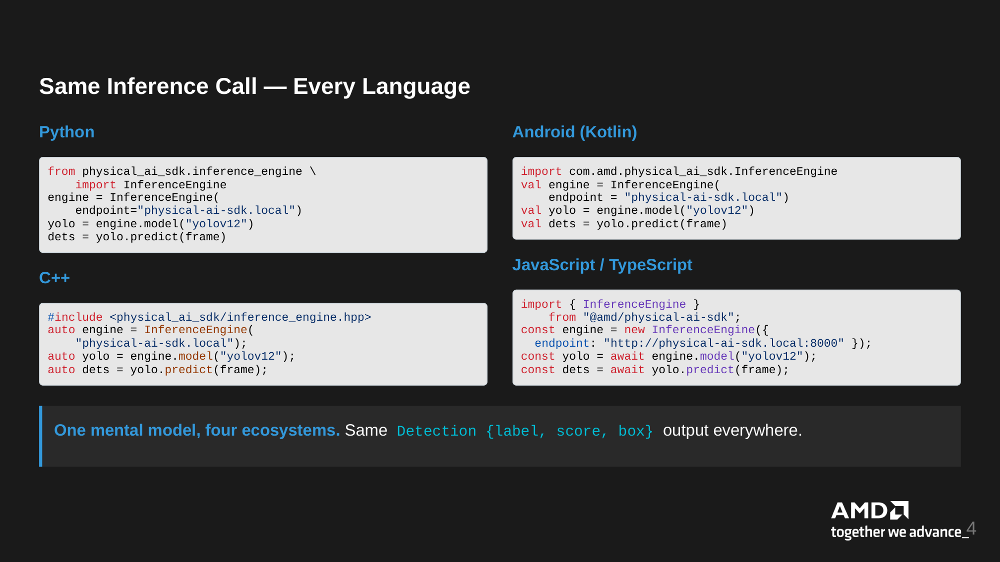 Same Inference Call — Every Language
Python
from physical_ai_sdk.inference_engine \
    import InferenceEngine
engine = InferenceEngine(
    endpoint="physical-ai-sdk.local")
yolo = engine.model("yolov12")
dets = yolo.predict(frame)
C++
#include <physical_ai_sdk/inference_engine.hpp>
auto engine = InferenceEngine(
    "physical-ai-sdk.local");
auto yolo = engine.model("yolov12");
auto dets = yolo.predict(frame);
Android (Kotlin)
import com.amd.physical_ai_sdk.InferenceEngine
val engine = InferenceEngine(
    endpoint = "physical-ai-sdk.local")
val yolo = engine.model("yolov12")
val dets = yolo.predict(frame)
JavaScript / TypeScript
import { InferenceEngine }
    from "@amd/physical-ai-sdk";
const engine = new InferenceEngine({
  endpoint: "http://physical-ai-sdk.local:8000" });
const yolo = await engine.model("yolov12");
const dets = await yolo.predict(frame);
One mental model, four ecosystems. Same Detection {label, score, box} output everywhere.
AMD
together we advance_
4